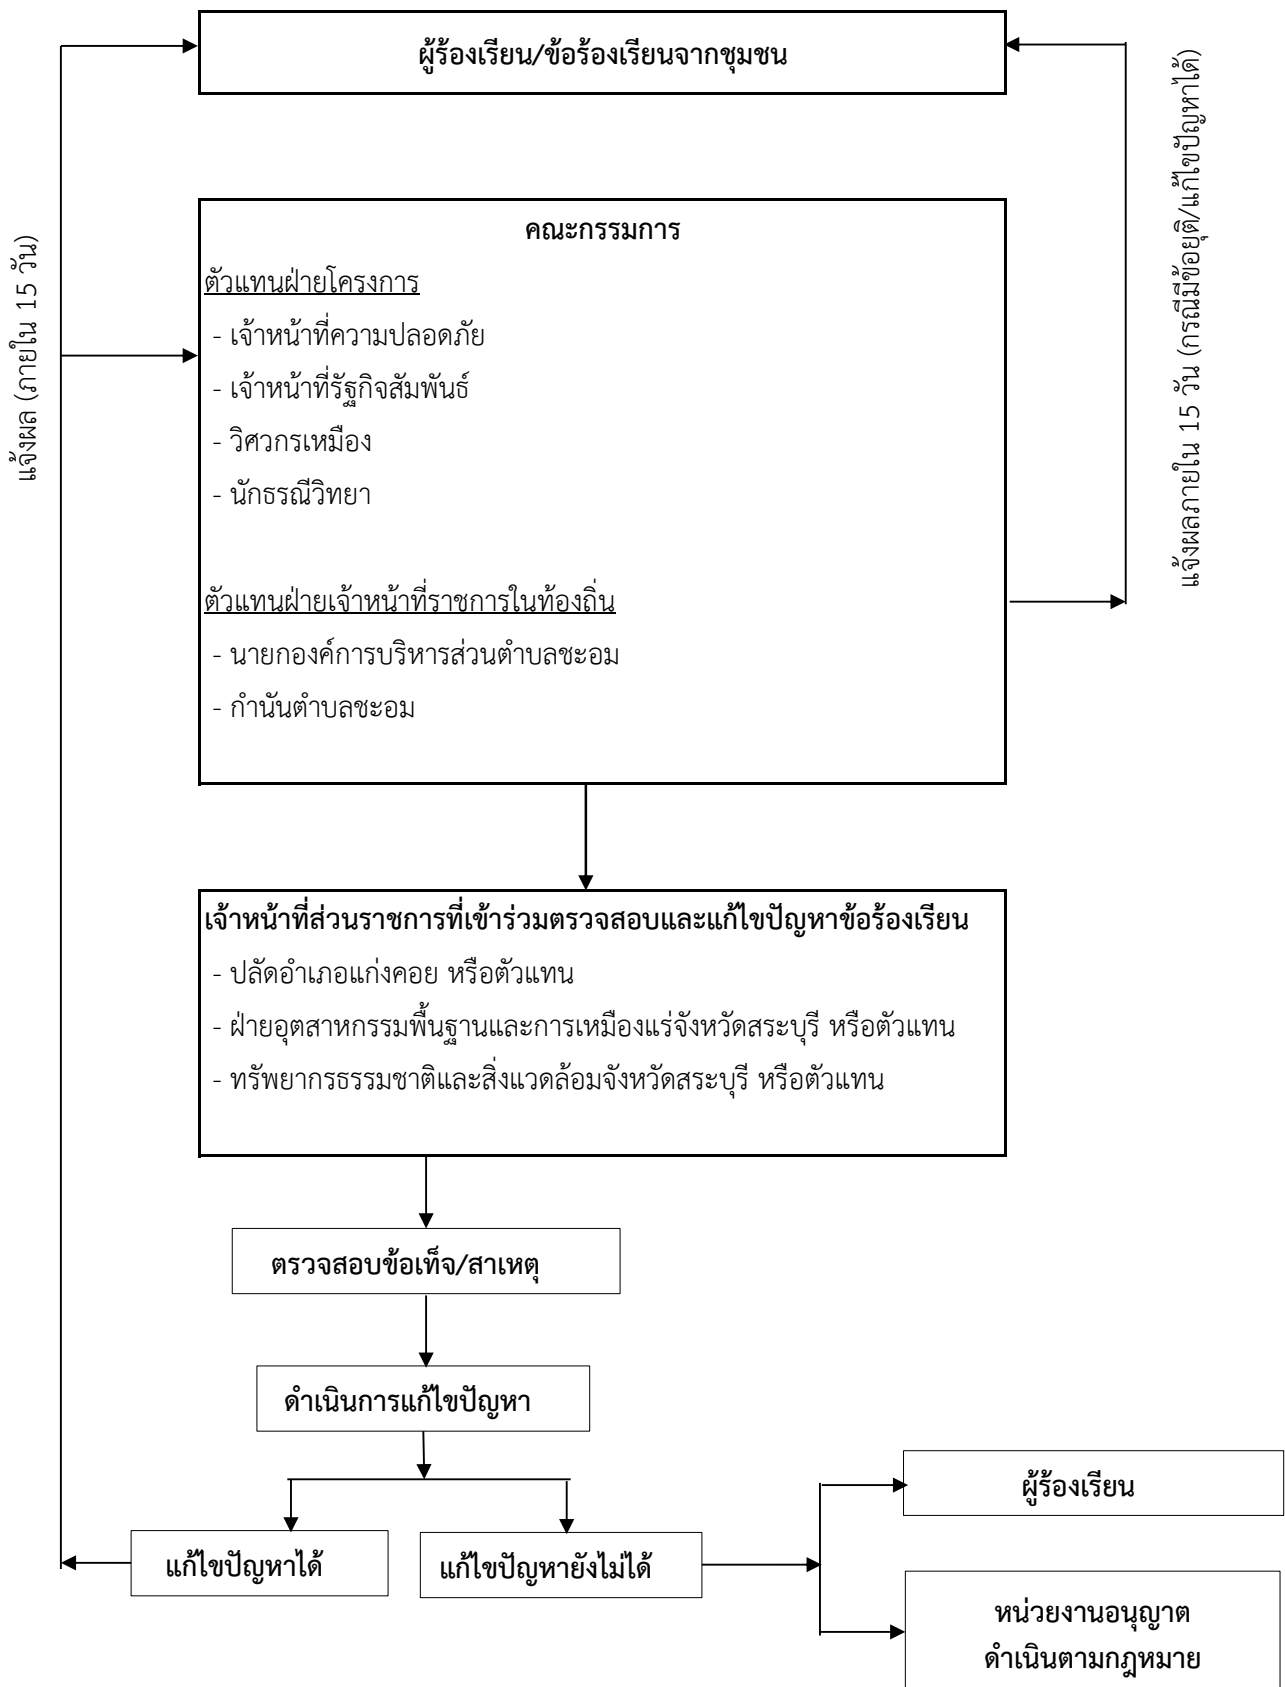 ผู้ร้องเรียน/ข้อร้องเรียนจากชุมชน
แจ้งผล (ภายใน 15 วัน)
แจ้งผลภายใน 15 วัน (กรณีมีข้อยุติ/แก้ไขปัญหาได้)
คณะกรรมการ
ตัวแทนฝ่ายโครงการ
- เจ้าหน้าที่ความปลอดภัย
- เจ้าหน้าที่รัฐกิจสัมพันธ์
- วิศวกรเหมือง
- นักธรณีวิทยา
ตัวแทนฝ่ายเจ้าหน้าที่ราชการในท้องถิ่น
- นายกองค์การบริหารส่วนตำบลชะอม
- กำนันตำบลชะอม
เจ้าหน้าที่ส่วนราชการที่เข้าร่วมตรวจสอบและแก้ไขปัญหาข้อร้องเรียน
- ปลัดอำเภอแก่งคอย หรือตัวแทน
- ฝ่ายอุตสาหกรรมพื้นฐานและการเหมืองแร่จังหวัดสระบุรี หรือตัวแทน
- ทรัพยากรธรรมชาติและสิ่งแวดล้อมจังหวัดสระบุรี หรือตัวแทน
ตรวจสอบข้อเท็จ/สาเหตุ
ดำเนินการแก้ไขปัญหา
แก้ไขปัญหาได้
แก้ไขปัญหายังไม่ได้
ผู้ร้องเรียน
หน่วยงานอนุญาต
ดำเนินตามกฎหมาย